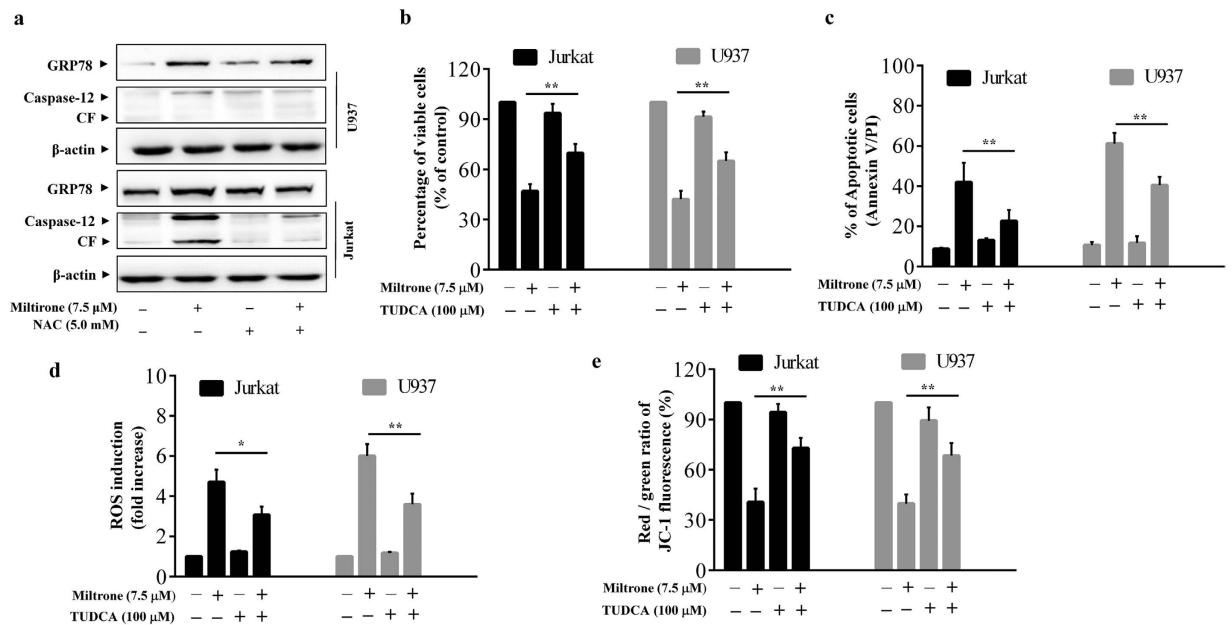 a
GRP78
Caspase-12
CF
β-actin
U937
GRP78
Caspase-12
CF
β-actin
Jurkat
Miltirone (7.5 μM) – + – +
NAC (5.0 mM) – – + +
b
Jurkat
U937
Percentage of viable cells
(% of control)
120
90
60
30
0
**
**
Miltrone (7.5 μM) – + – + – + – +
TUDCA (100 μM) – – + + – – + +
c
Jurkat
U937
% of Apoptotic cells
(Annexin V/PI)
100
80
60
40
20
0
**
**
Miltrone (7.5 μM) – + – + – + – +
TUDCA (100 μM) – – + + – – + +
d
Jurkat
U937
ROS induction
(fold increase)
10
8
6
4
2
0
*
**
Miltrone (7.5 μM) – + – + – + – +
TUDCA (100 μM) – – + + – – + +
e
Jurkat
U937
Red / green ratio of
JC-1 fluorescence (%)
120
90
60
30
0
**
**
Miltrone (7.5 μM) – + – + – + – +
TUDCA (100 μM) – – + + – – + +